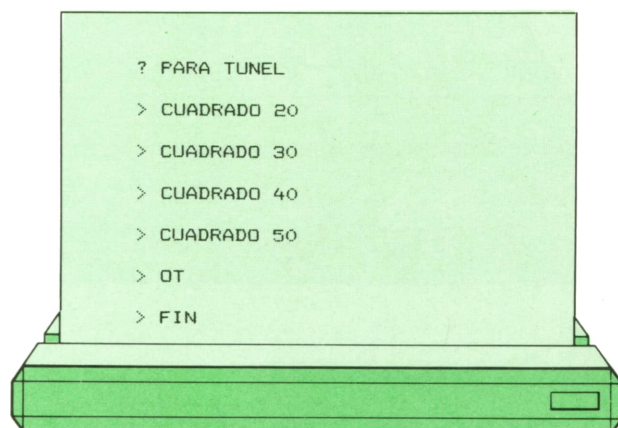 ? PARA TUNEL
> CUADRADO 20
> CUADRADO 30
> CUADRADO 40
> CUADRADO 50
> OT
> FIN